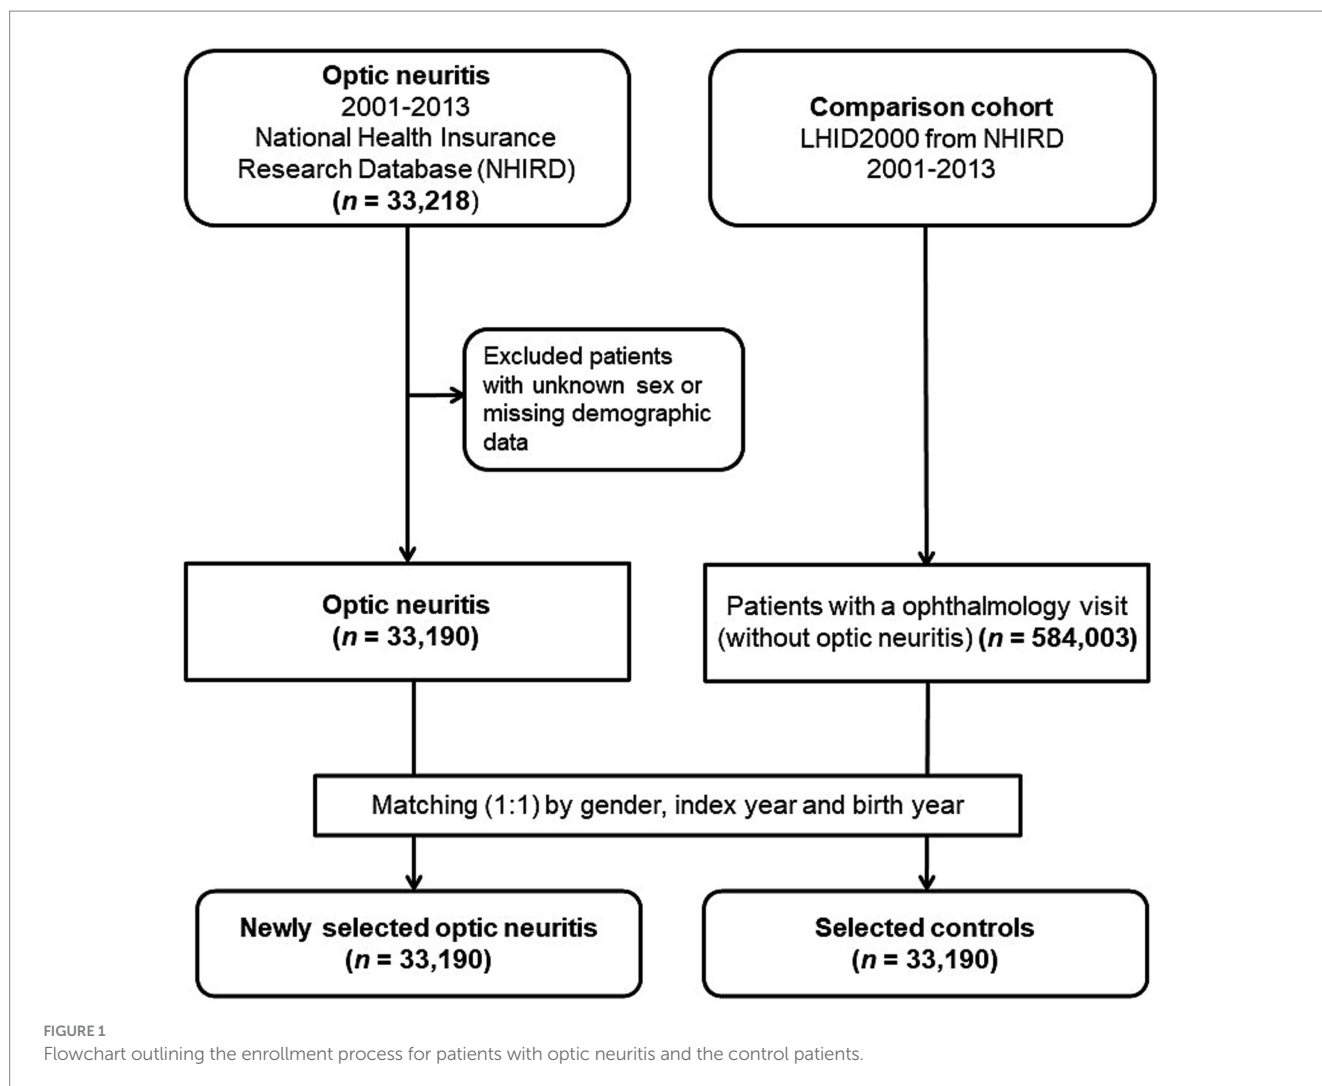 Optic neuritis
2001-2013
National Health Insurance
Research Database (NHIRD)
(n = 33,218)
Comparison cohort
LHID2000 from NHIRD
2001-2013
Excluded patients
with unknown sex or
missing demographic
data
Optic neuritis
(n = 33,190)
Patients with a ophthalmology visit
(without optic neuritis) (n = 584,003)
Matching (1:1) by gender, index year and birth year
Newly selected optic neuritis
(n = 33,190)
Selected controls
(n = 33,190)
FIGURE 1
Flowchart outlining the enrollment process for patients with optic neuritis and the control patients.